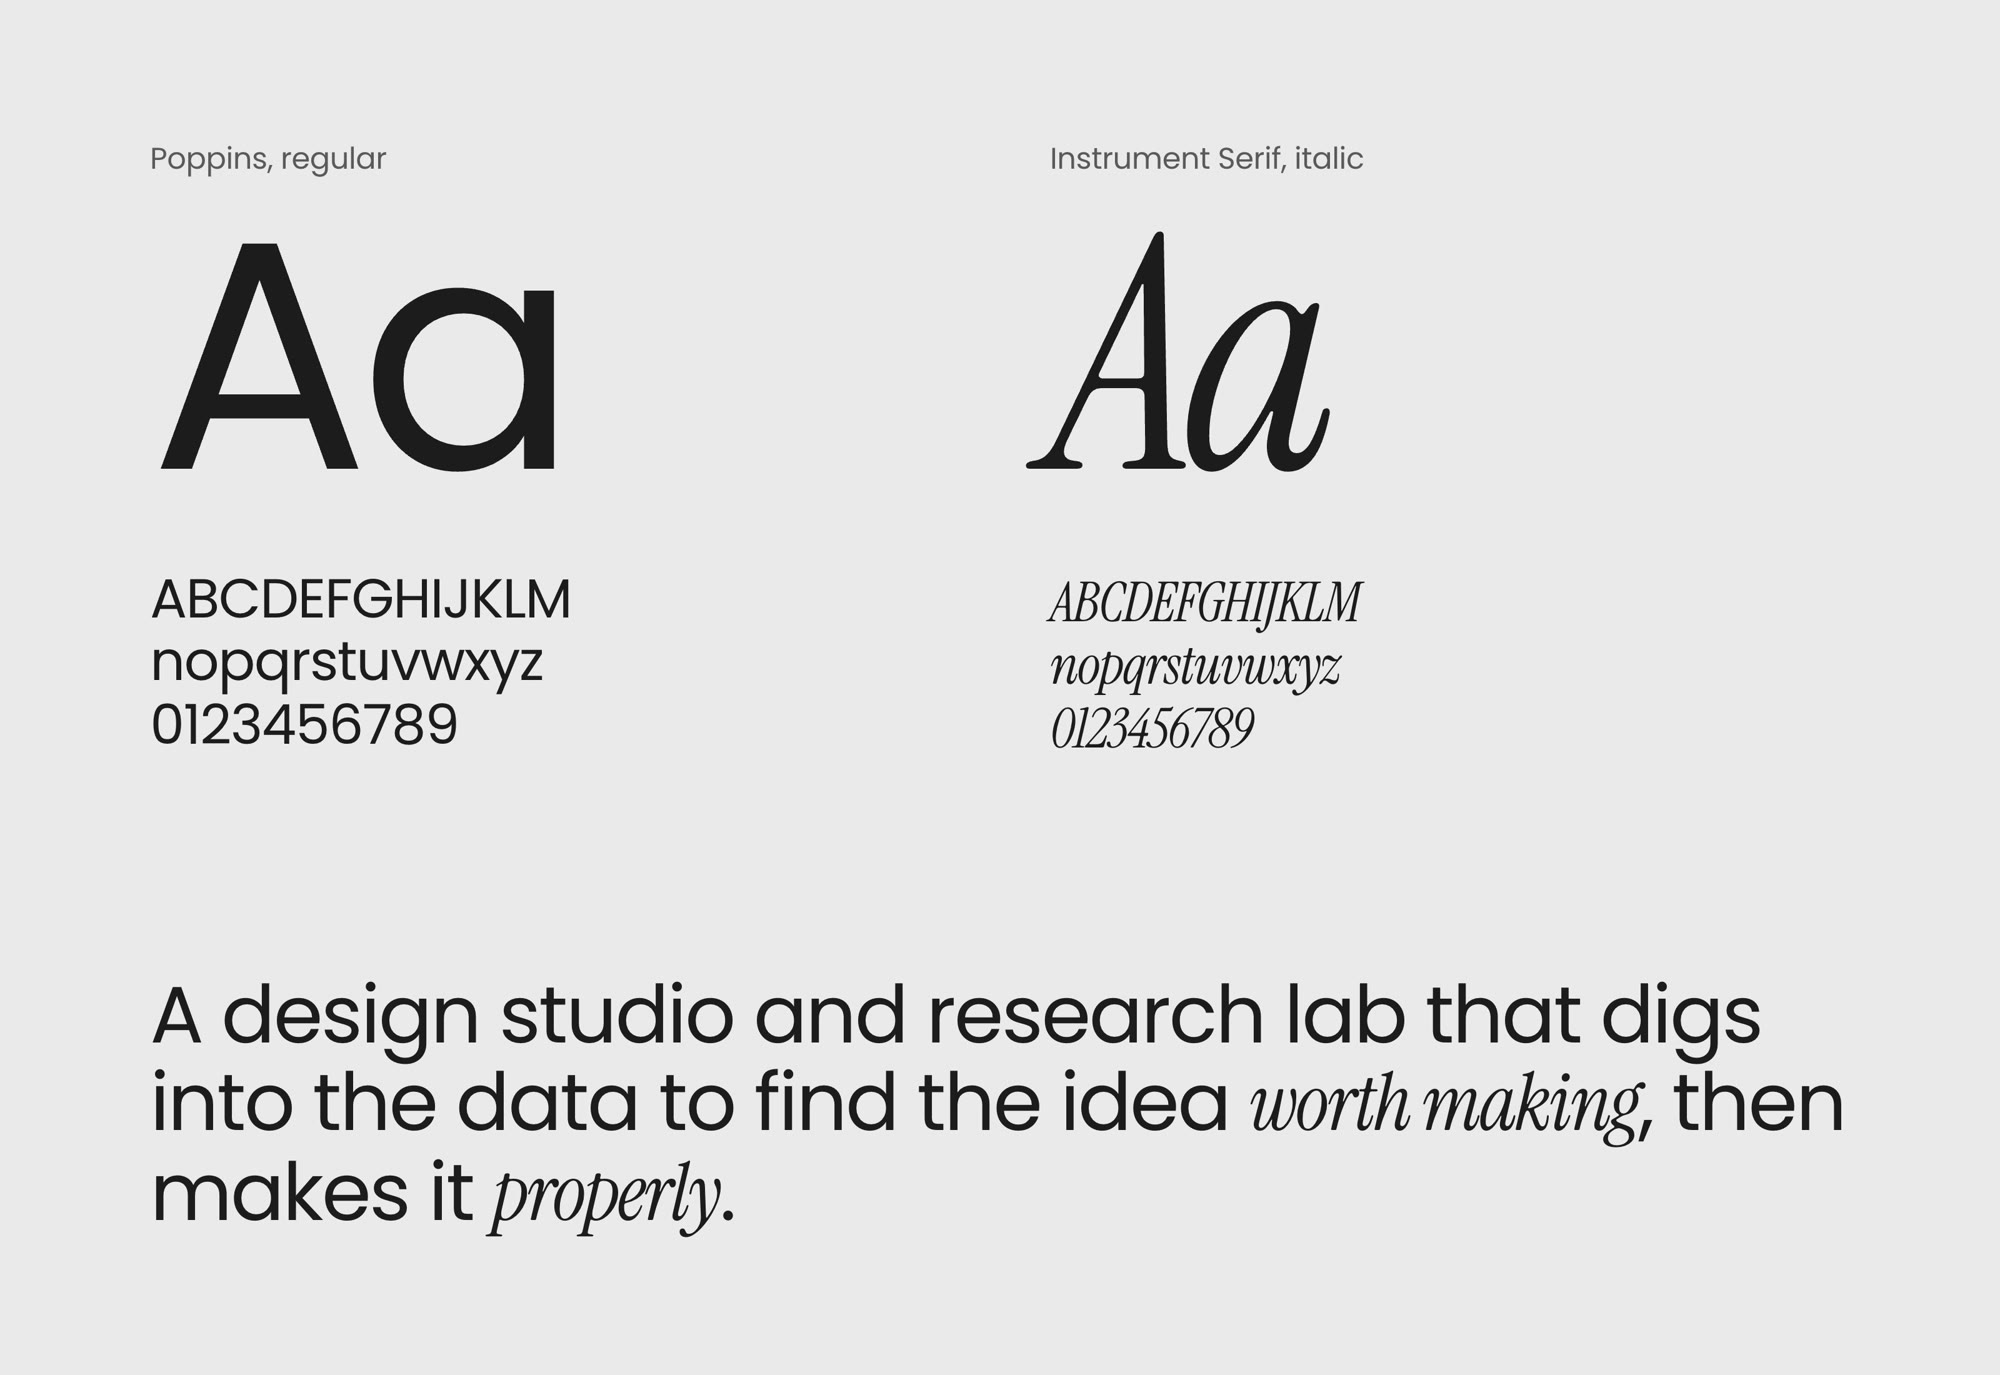 Poppins, regular
Aa
ABCDEFGHIJKLM
nopqrstuvwxyz
0123456789
Instrument Serif, italic
Aa
ABCDEFGHIJKLM
nopqrstuvwxyz
0123456789
A design studio and research lab that digs
into the data to find the idea worth making, then
makes it properly.